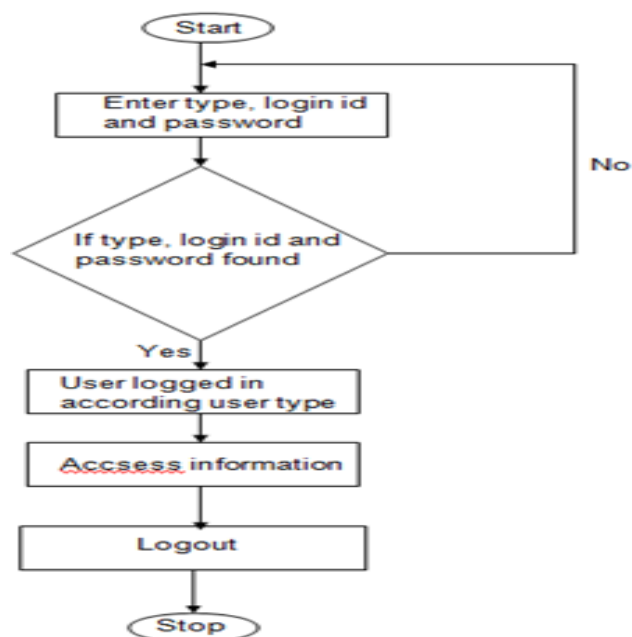 Start
Enter type, login id
and password
No
If type, login id and
password found
Yes
User logged in
according user type
Accsess information
Logout
Stop